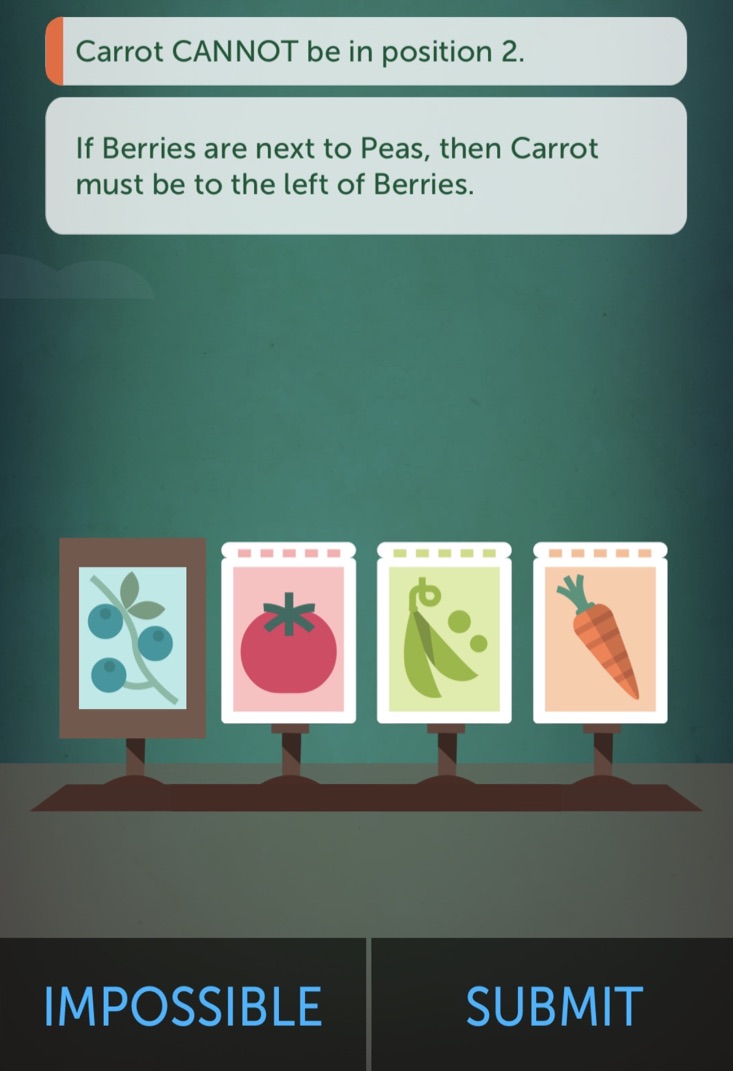 Carrot CANNOT be in position 2.
If Berries are next to Peas, then Carrot
must be to the left of Berries.
IMPOSSIBLE
SUBMIT